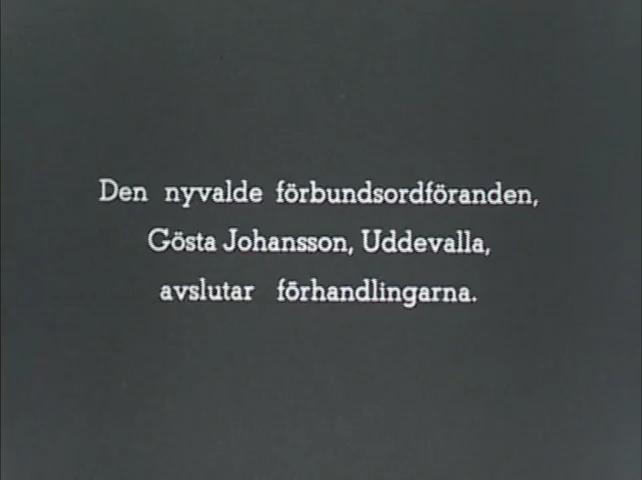 Den nyvalde förbundsordföranden,
Gösta Johansson, Uddevalla,
avslutar förhandlingarna.